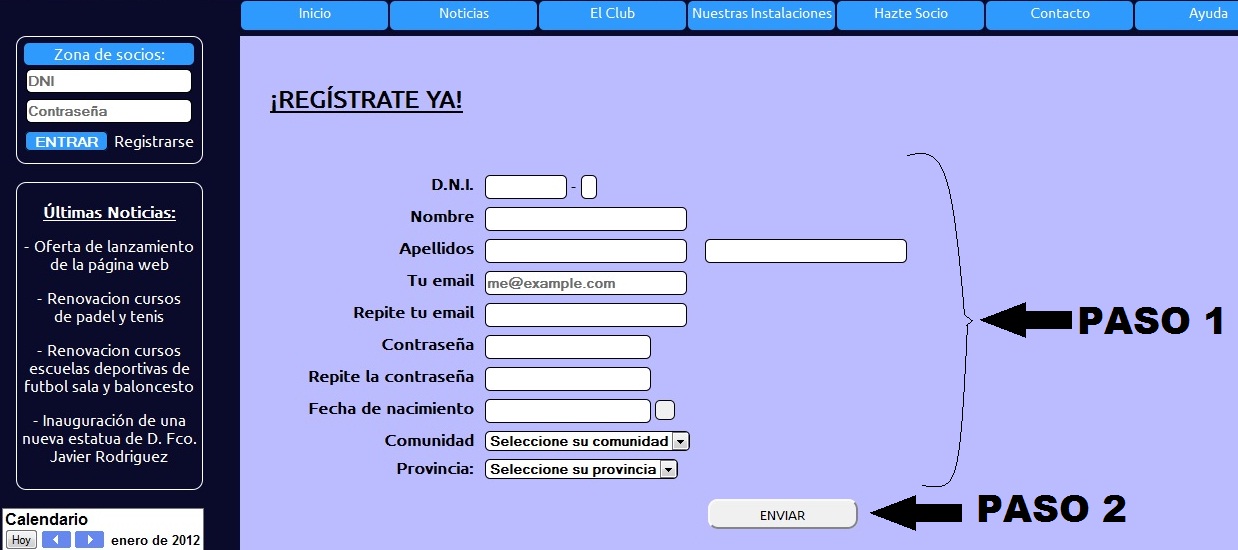 Inicio Noticias El Club Nuestras Instalaciones Hazte Socio Contacto Ayuda
Zona de socios:
DNI
Contraseña
ENTRAR Registrarse
Últimas Noticias:
- Oferta de lanzamiento
de la página web
- Renovacion cursos
de padel y tenis
- Renovacion cursos
escuelas deportivas de
futbol sala y baloncesto
- Inauguración de una
nueva estatua de D. Fco.
Javier Rodriguez
Calendario
Hoy enero de 2012
¡REGÍSTRATE YA!
D.N.I. -
Nombre
Apellidos
Tu email me@example.com
Repite tu email
Contraseña
Repite la contraseña
Fecha de nacimiento
Comunidad Seleccione su comunidad
Provincia: Seleccione su provincia
PASO 1
ENVIAR PASO 2